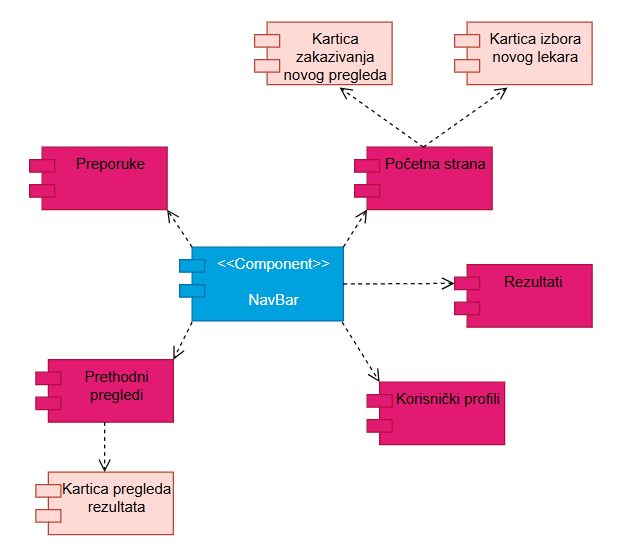 Kartica
zakazivanja
novog pregleda
Kartica izbora
novog lekara
Preporuke
Početna strana
<<Component>>
NavBar
Rezultati
Prethodni
pregledi
Korisnički profili
Kartica pregleda
rezultata